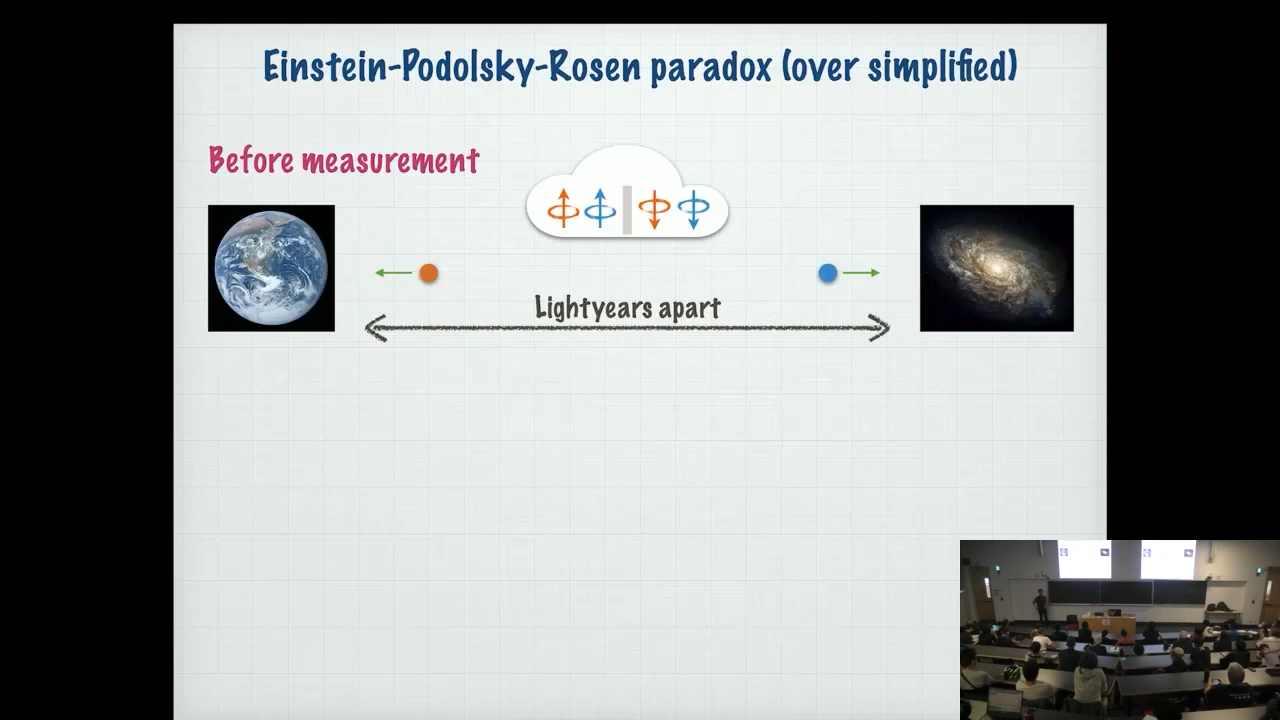 Einstein-Podolsky-Rosen paradox (over simplified)
Before measurement
Lightyears apart